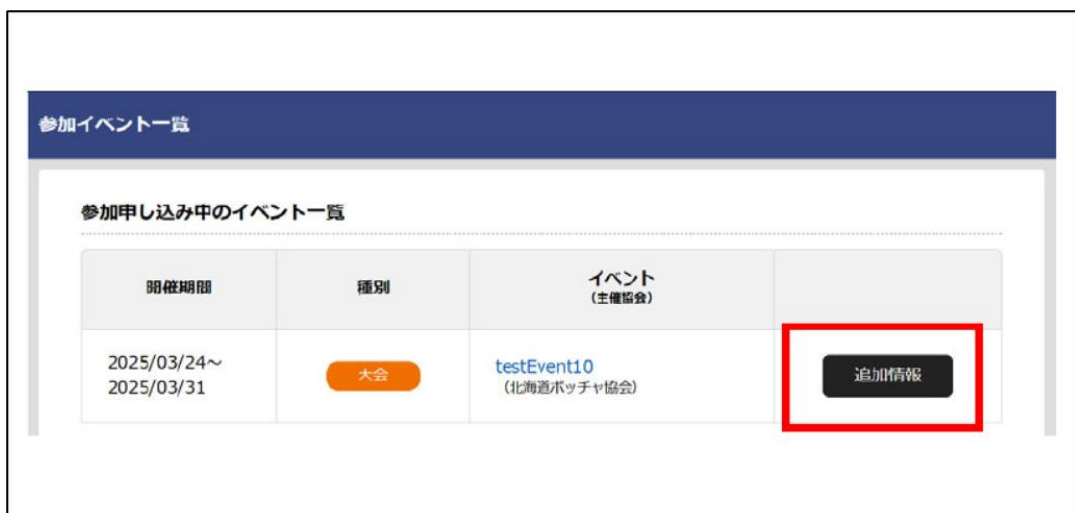 参加イベント一覧
参加申し込み中のイベント一覧
開催期間
種別
イベント
（主催協会）
2025/03/24～
2025/03/31
大会
testEvent10
（北海道ボッチャ協会）
追加情報